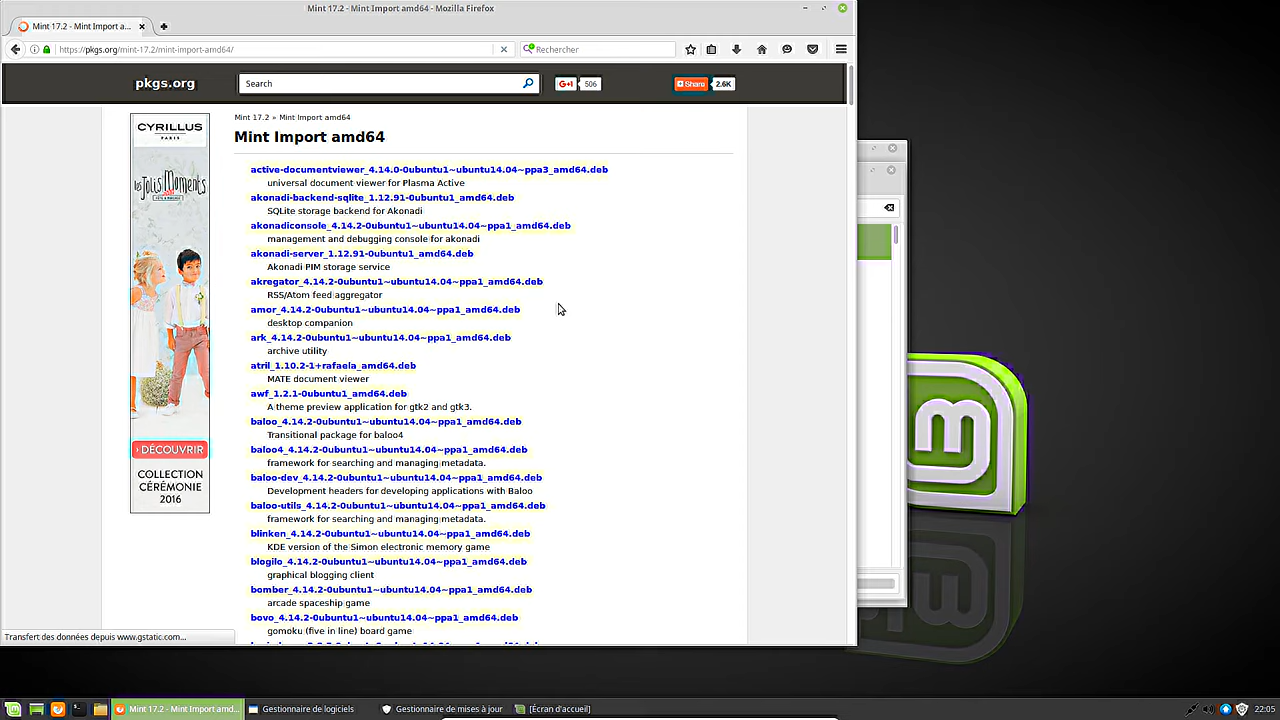 Mint 17.2 - Mint Import amd64 - Mozilla Firefox
Mint 17.2 - Mint Import a...
https://pkgs.org/mint-17.2/mint-import-amd64/
Rechercher
pkgs.org
Search
G+1
506
Share
2.6K
CYRILLUS
PARIS
les Jolis Moments
› DÉCOUVRIR
COLLECTION
CÉRÉMONIE
2016
Mint 17.2 » Mint Import amd64
Mint Import amd64
active-documentviewer_4.14.0-0ubuntu1~ubuntu14.04~ppa3_amd64.deb
universal document viewer for Plasma Active
akonadi-backend-sqlite_1.12.91-0ubuntu1_amd64.deb
SQLite storage backend for Akonadi
akonadiconsole_4.14.2-0ubuntu1~ubuntu14.04~ppa1_amd64.deb
management and debugging console for akonadi
akonadi-server_1.12.91-0ubuntu1_amd64.deb
Akonadi PIM storage service
akregator_4.14.2-0ubuntu1~ubuntu14.04~ppa1_amd64.deb
RSS/Atom feed aggregator
amor_4.14.2-0ubuntu1~ubuntu14.04~ppa1_amd64.deb
desktop companion
ark_4.14.2-0ubuntu1~ubuntu14.04~ppa1_amd64.deb
archive utility
atril_1.10.2-1+rafaela_amd64.deb
MATE document viewer
awf_1.2.1-0ubuntu1_amd64.deb
A theme preview application for gtk2 and gtk3.
baloo_4.14.2-0ubuntu1~ubuntu14.04~ppa1_amd64.deb
Transitional package for baloo4
baloo4_4.14.2-0ubuntu1~ubuntu14.04~ppa1_amd64.deb
framework for searching and managing metadata.
baloo-dev_4.14.2-0ubuntu1~ubuntu14.04~ppa1_amd64.deb
Development headers for developing applications with Baloo
baloo-utils_4.14.2-0ubuntu1~ubuntu14.04~ppa1_amd64.deb
framework for searching and managing metadata.
blinken_4.14.2-0ubuntu1~ubuntu14.04~ppa1_amd64.deb
KDE version of the Simon electronic memory game
blogilo_4.14.2-0ubuntu1~ubuntu14.04~ppa1_amd64.deb
graphical blogging client
bomber_4.14.2-0ubuntu1~ubuntu14.04~ppa1_amd64.deb
arcade spaceship game
bovo_4.14.2-0ubuntu1~ubuntu14.04~ppa1_amd64.deb
gomoku (five in line) board game
Transfert des données depuis www.gstatic.com...
Mint 17.2 - Mint Import amd...
Gestionnaire de logiciels
Gestionnaire de mises à jour
[Écran d'accueil]
22:05